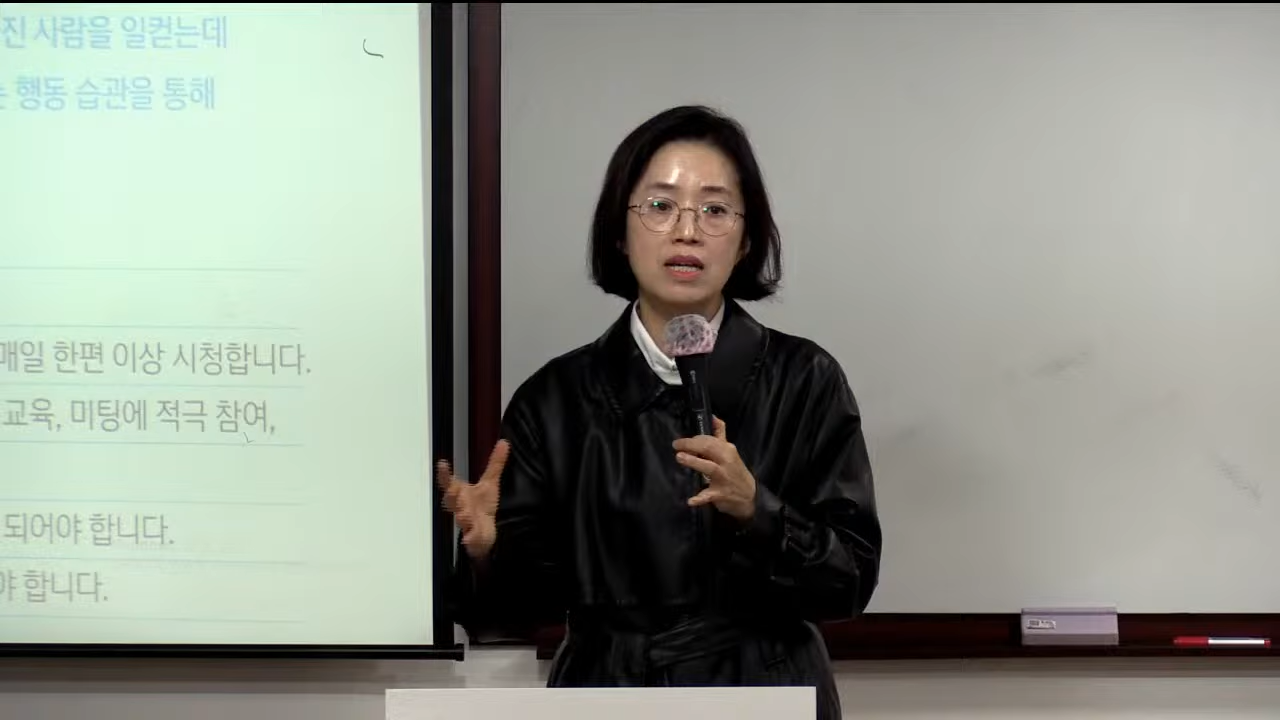 진 사람을 일컫는데
는 행동 습관을 통해
매일 한편 이상 시청합니다.
교육, 미팅에 적극 참여,
되어야 합니다.
야 합니다.